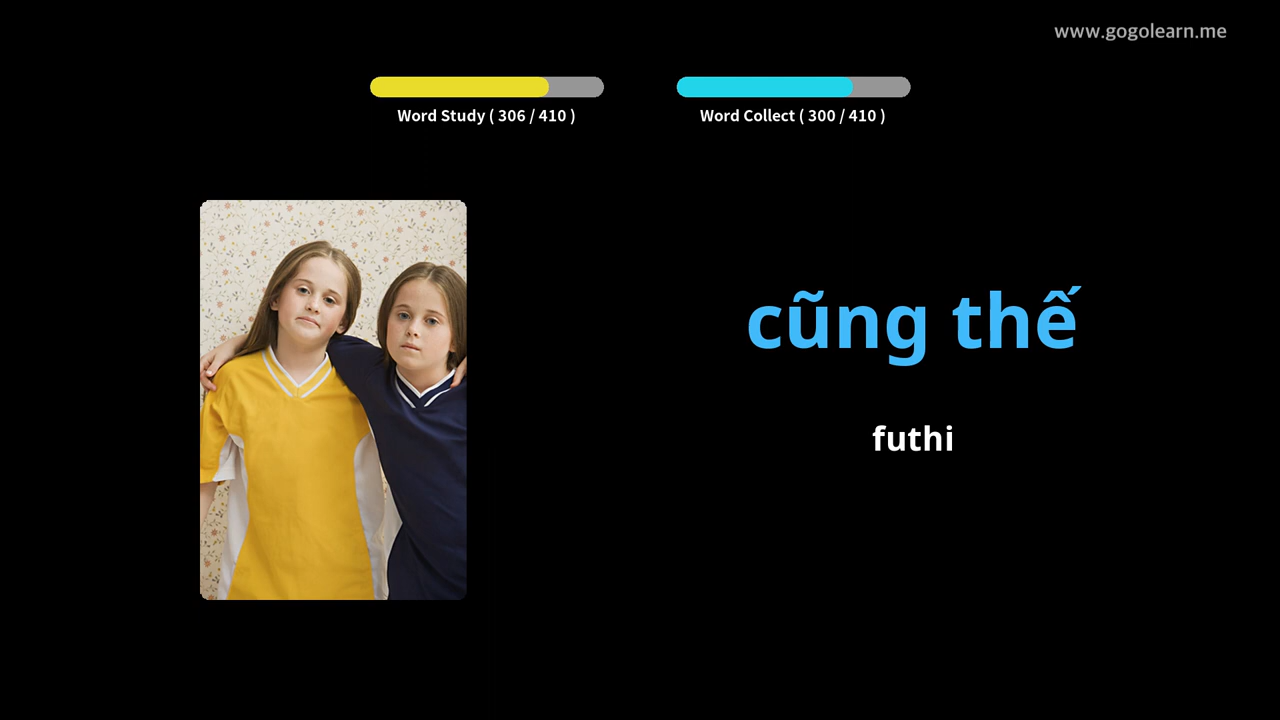 www.gogolearn.me
Word Study ( 306 / 410 )
Word Collect ( 300 / 410 )
cũng thế
futhi